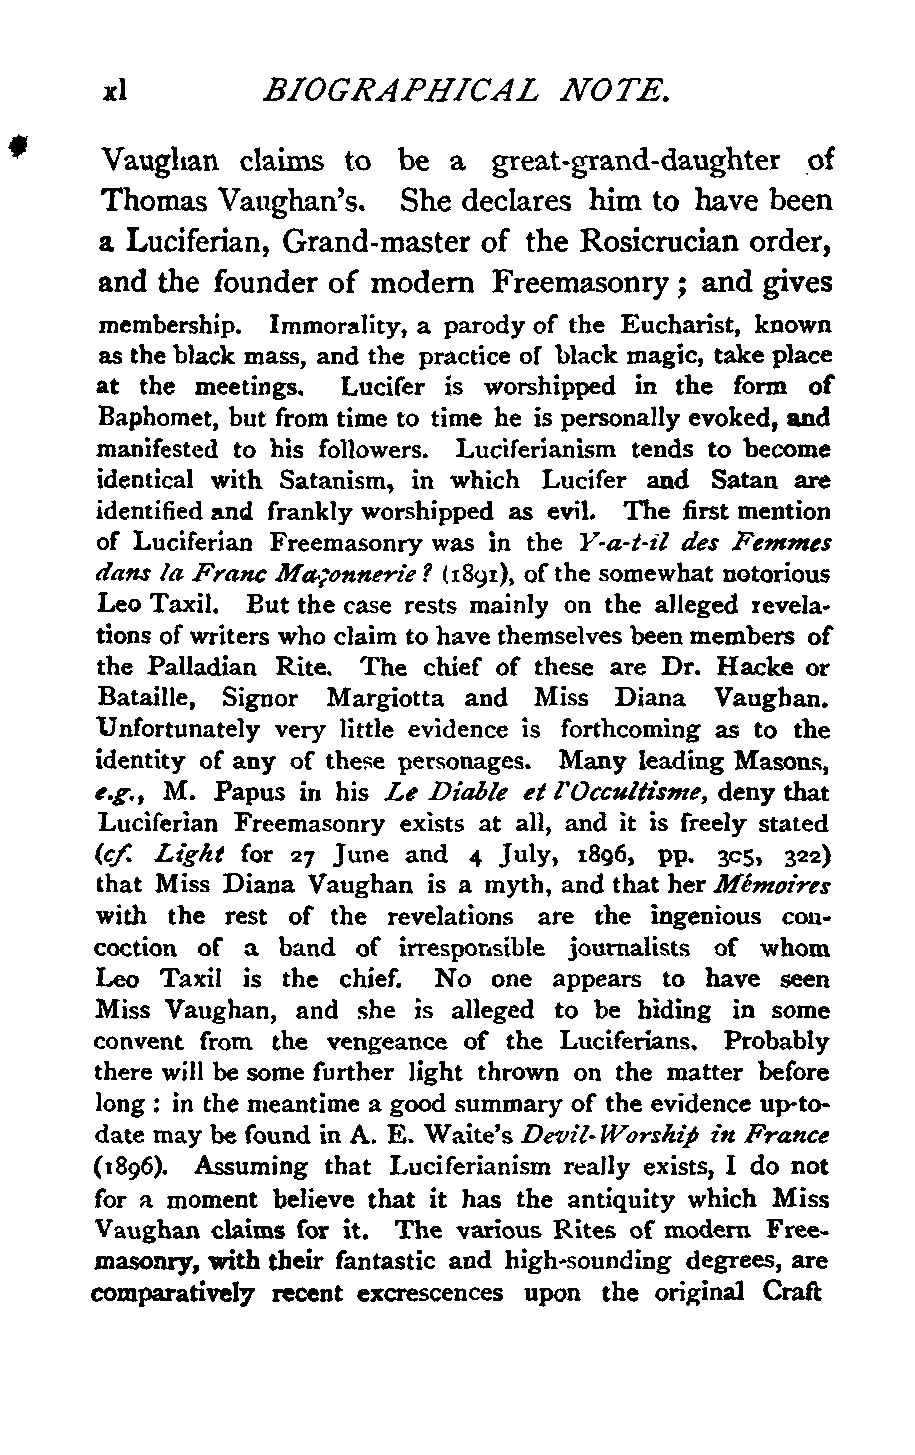 xl BIOGRAPHICAL NOTE.
Vaughan claims to be a great-grand-daughter of
Thomas Vaughan's. She declares him to have been
a Luciferian, Grand-master of the Rosicrucian order,
and the founder of modern Freemasonry; and gives
membership. Immorality, a parody of the Eucharist, known
as the black mass, and the practice of black magic, take place
at the meetings. Lucifer is worshipped in the form of
Baphomet, but from time to time he is personally evoked, and
manifested to his followers. Luciferianism tends to become
identical with Satanism, in which Lucifer and Satan are
identified and frankly worshipped as evil. The first mention
of Luciferian Freemasonry was in the Y-a-t-il des Femmes
dans la Franc Maçonnerie? (1891), of the somewhat notorious
Leo Taxil. But the case rests mainly on the alleged revela-
tions of writers who claim to have themselves been members of
the Palladian Rite. The chief of these are Dr. Hacke or
Bataille, Signor Margiotta and Miss Diana Vaughan.
Unfortunately very little evidence is forthcoming as to the
identity of any of these personages. Many leading Masons,
e.g., M. Papus in his Le Diable et l'Occultisme, deny that
Luciferian Freemasonry exists at all, and it is freely stated
(cf. Light for 27 June and 4 July, 1896, pp. 305, 322)
that Miss Diana Vaughan is a myth, and that her Mémoires
with the rest of the revelations are the ingenious con-
coction of a band of irresponsible journalists of whom
Leo Taxil is the chief. No one appears to have seen
Miss Vaughan, and she is alleged to be hiding in some
convent from the vengeance of the Luciferians. Probably
there will be some further light thrown on the matter before
long: in the meantime a good summary of the evidence up-to-
date may be found in A. E. Waite's Devil-Worship in France
(1896). Assuming that Luciferianism really exists, I do not
for a moment believe that it has the antiquity which Miss
Vaughan claims for it. The various Rites of modern Free-
masonry, with their fantastic and high-sounding degrees, are
comparatively recent excrescences upon the original Craft